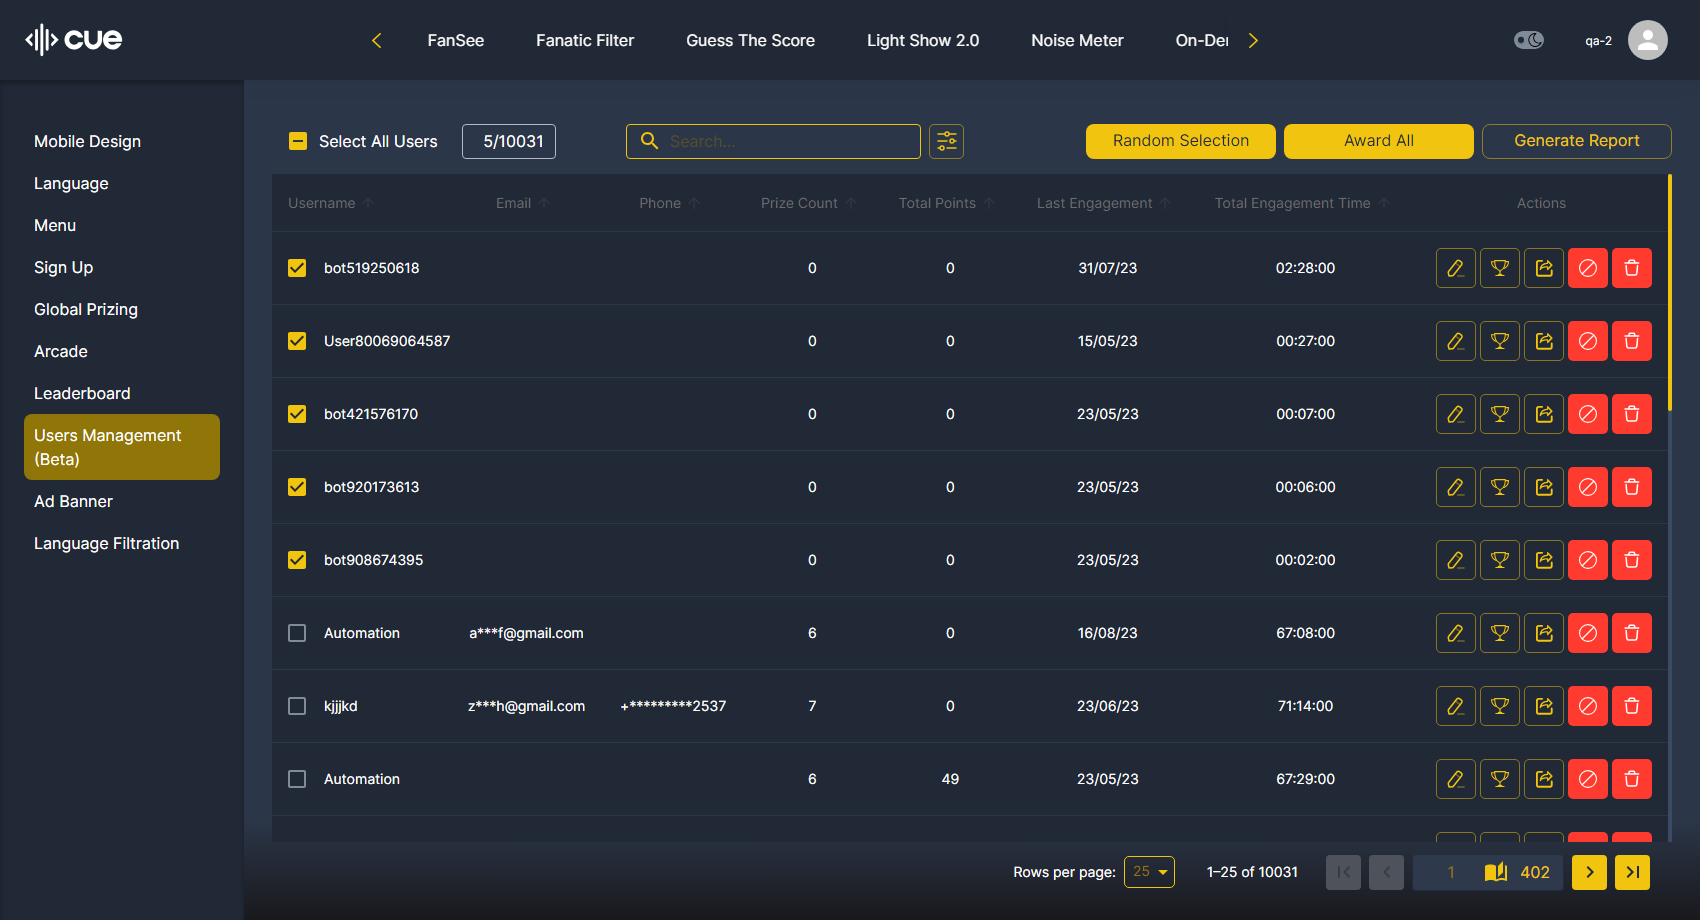 cue
FanSee Fanatic Filter Guess The Score Light Show 2.0 Noise Meter On-Der
qa-2
Mobile Design
Language
Menu
Sign Up
Global Prizing
Arcade
Leaderboard
Users Management
(Beta)
Ad Banner
Language Filtration
Select All Users 5/10031 Search... Random Selection Award All Generate Report
Username Email Phone Prize Count Total Points Last Engagement Total Engagement Time Actions
bot519250618 0 0 31/07/23 02:28:00
User80069064587 0 0 15/05/23 00:27:00
bot421576170 0 0 23/05/23 00:07:00
bot920173613 0 0 23/05/23 00:06:00
bot908674395 0 0 23/05/23 00:02:00
Automation a***f@gmail.com 6 0 16/08/23 67:08:00
kjjjkd z***h@gmail.com +*********2537 7 0 23/06/23 71:14:00
Automation 6 49 23/05/23 67:29:00
Rows per page: 25 1–25 of 10031 1 402